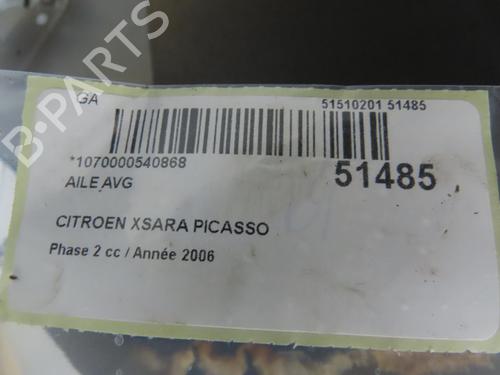 GA
51510201 51485
*1070000540868
51485
AILE AVG
CITROEN XSARA PICASSO
Phase 2 cc / Année 2006
B-PARTS